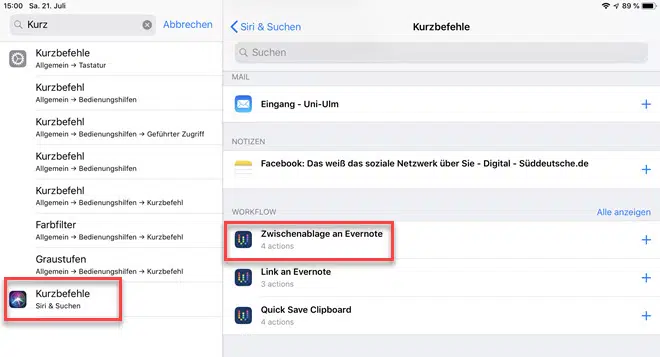 15:00 Sa. 21. Juli
89 %
Kurz
Abbrechen
Kurzbefehle
Allgemein → Tastatur
Kurzbefehl
Allgemein → Bedienungshilfen
Kurzbefehl
Allgemein → Bedienungshilfen → Geführter Zugriff
Kurzbefehl
Allgemein → Bedienungshilfen
Kurzbefehl
Allgemein → Bedienungshilfen → Kurzbefehl
Farbfilter
Allgemein → Bedienungshilfen → Kurzbefehl
Graustufen
Allgemein → Bedienungshilfen → Kurzbefehl
Kurzbefehle
Siri & Suchen
Siri & Suchen
Kurzbefehle
Suchen
MAIL
Eingang - Uni-Ulm
NOTIZEN
Facebook: Das weiß das soziale Netzwerk über Sie - Digital - Süddeutsche.de
WORKFLOW
Alle anzeigen
Zwischenablage an Evernote
4 actions
Link an Evernote
3 actions
Quick Save Clipboard
4 actions